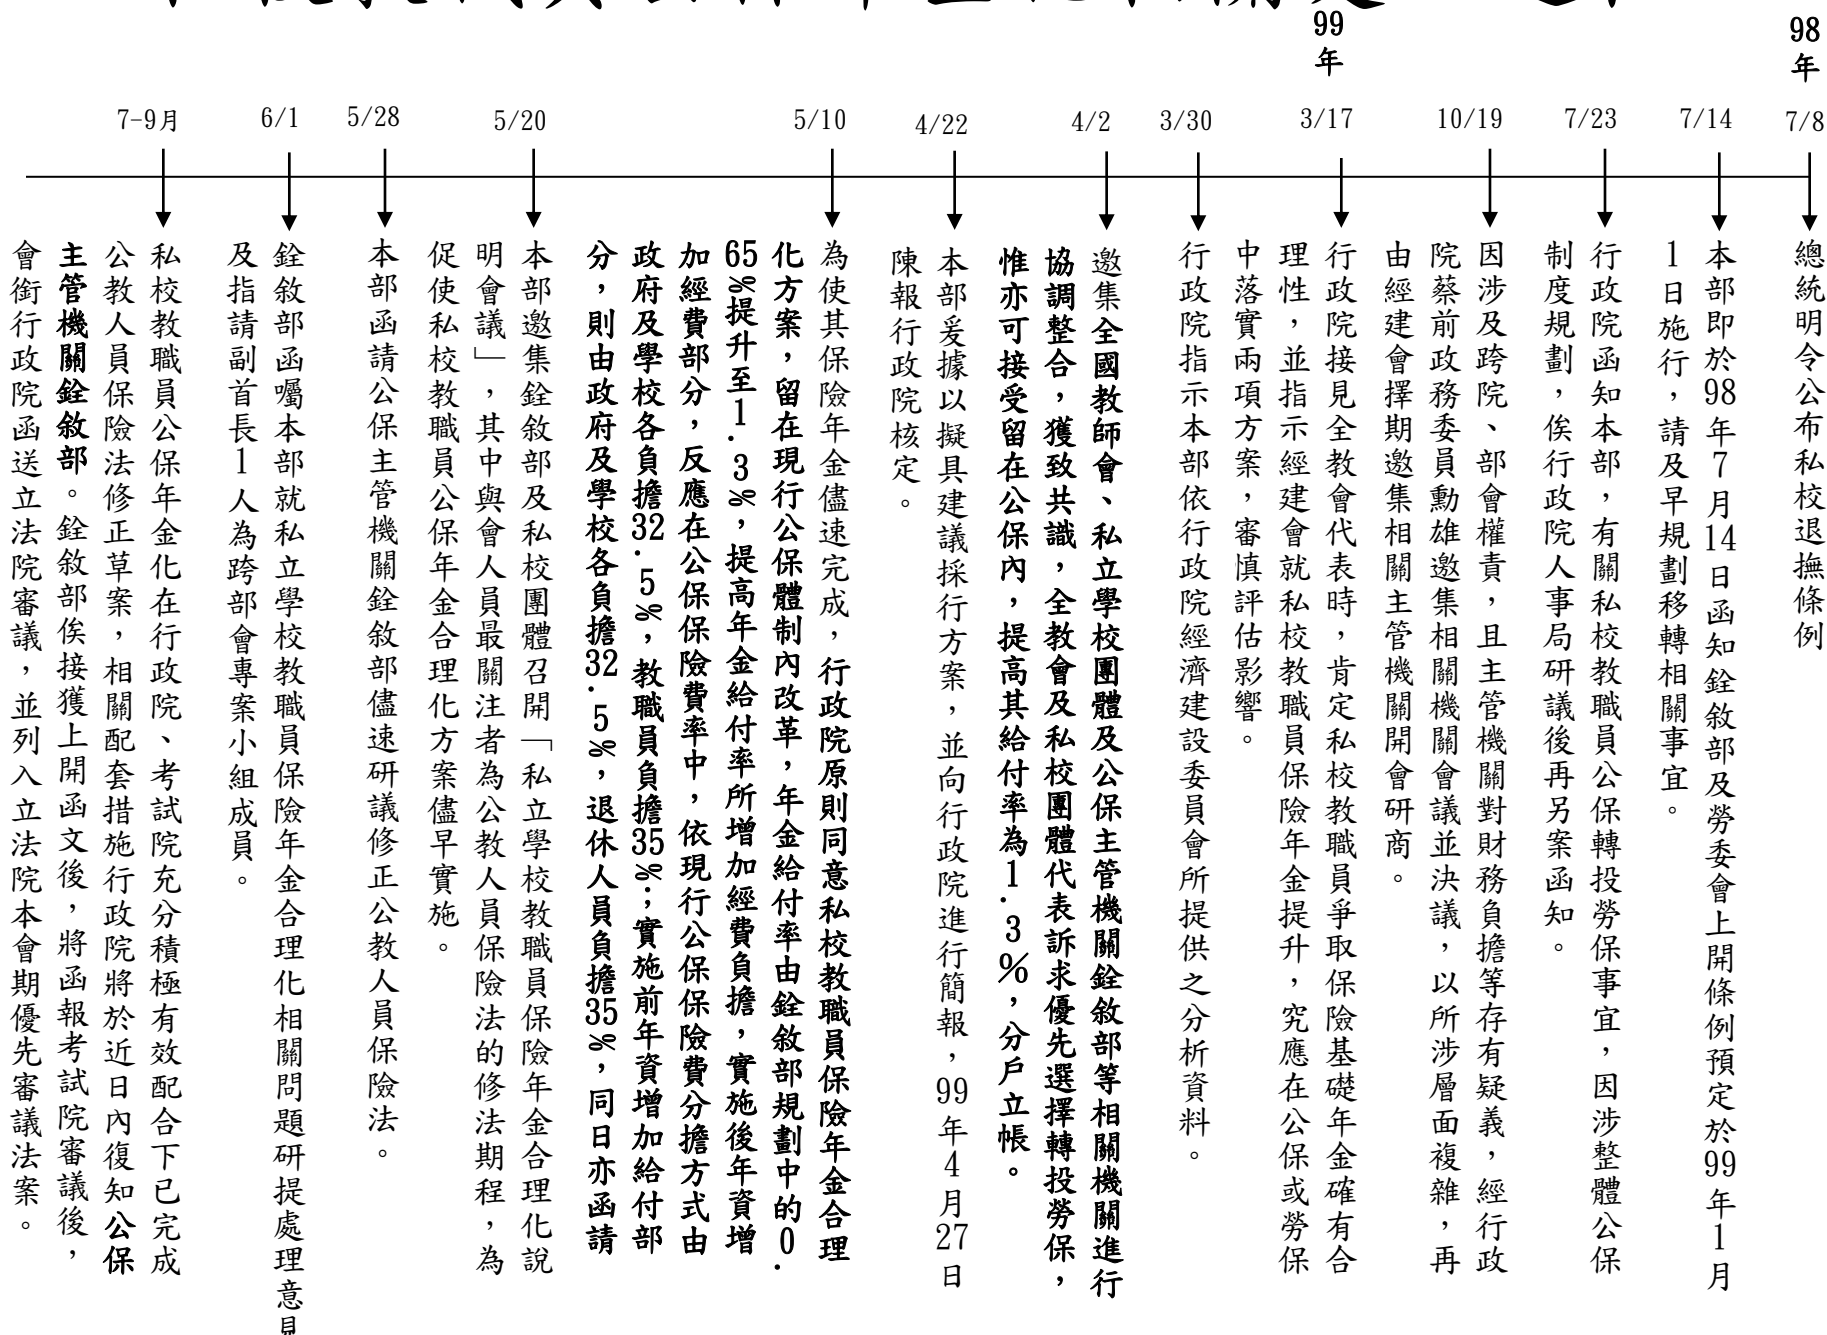 98
年
7/8
總統明令公布私校退撫條例
7/14
本部即於98年7月14日函知銓敘部及勞委會上開條例預定於99年1月
1日施行，請及早規劃移轉相關事宜。
7/23
行政院函知本部，有關私校教職員公保轉投勞保事宜，因涉整體公保
制度規劃，俟行政院人事局研議後再另案函知。
10/19
因涉及跨院、部會權責，且主管機關對財務負擔等存有疑義，經行政
院蔡前政務委員勳雄邀集相關機關會議並決議，以所涉層面複雜，再
由經建會擇期邀集相關主管機關開會研商。
99
年
3/17
行政院接見全教會代表時，肯定私校教職員爭取保險基礎年金確有合
理性，並指示經建會就私校教職員保險年金提升，究應在公保或勞保
中落實兩項方案，審慎評估影響。
3/30
行政院指示本部依行政院經濟建設委員會所提供之分析資料。
4/2
邀集全國教師會、私立學校團體及公保主管機關銓敘部等相關機關進行
協調整合，獲致共識，全教會及私校團體代表訴求優先選擇轉投勞保，
惟亦可接受留在公保內，提高其給付率為1.3%，分戶立帳。
4/22
本部爰據以擬具建議採行方案，並向行政院進行簡報，99年4月27日
陳報行政院核定。
5/10
為使其保險年金儘速完成，行政院原則同意私校教職員保險年金合理
化方案，留在現行公保體制內改革，年金給付率由銓敘部規劃中的0.
65%提升至1.3%，提高年金給付率所增加經費負擔，實施後年資增
加經費部分，反應在公保保險費率中，依現行公保保險費分擔方式由
政府及學校各負擔32.5%，教職員負擔35%；實施前年資增加給付部
分，則由政府及學校各負擔32.5%，退休人員負擔35%，同日亦函請
5/20
本部邀集銓敘部及私校團體召開「私立學校教職員保險年金合理化說
明會議」，其中與會人員最關注者為公教人員保險法的修法期程，為
促使私校教職員公保年金合理化方案儘早實施。
5/28
本部函請公保主管機關銓敘部儘速研議修正公教人員保險法。
6/1
銓敘部函囑本部就私立學校教職員保險年金合理化相關問題研提處理意見
及指請副首長1人為跨部會專案小組成員。
7-9月
私校教職員公保年金化在行政院、考試院充分積極有效配合下已完成
公教人員保險法修正草案，相關配套措施行政院將於近日內復知公保
主管機關銓敘部。銓敘部俟接獲上開函文後，將函報考試院審議後，
會銜行政院函送立法院審議，並列入立法院本會期優先審議法案。